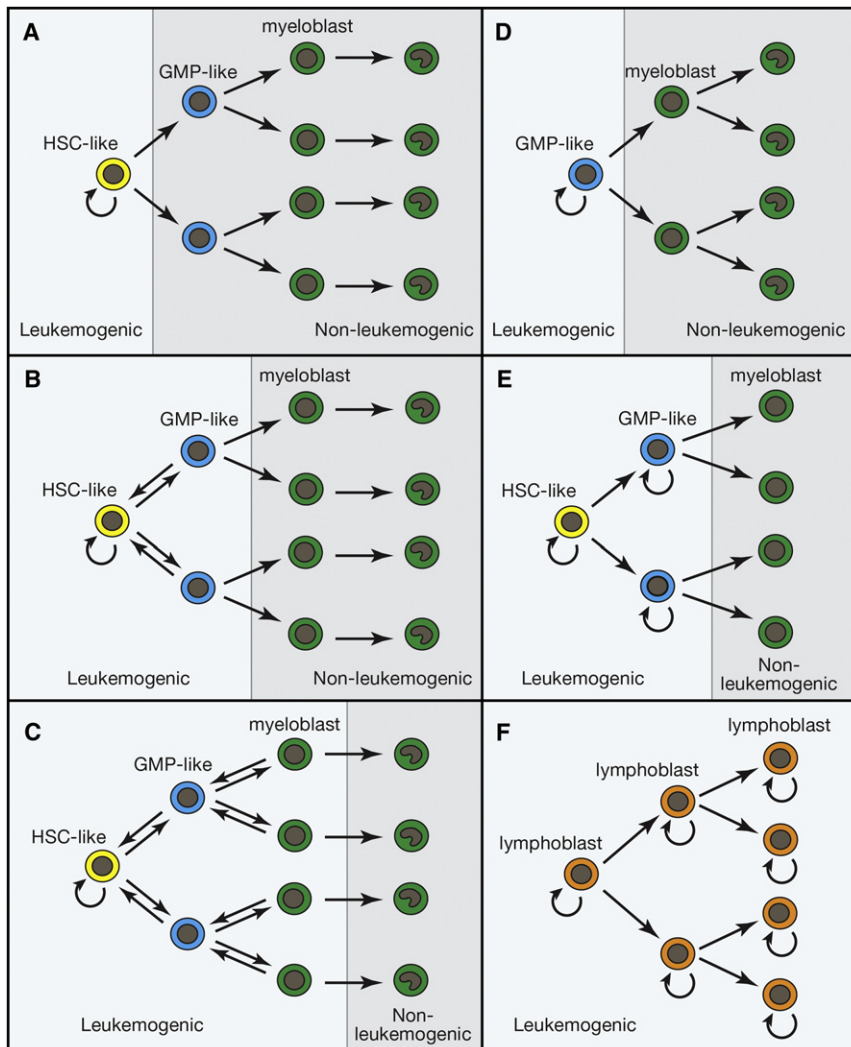 A
myeloblast
GMP-like
HSC-like
Leukemogenic
Non-leukemogenic
B
myeloblast
GMP-like
HSC-like
Leukemogenic
Non-leukemogenic
C
myeloblast
GMP-like
HSC-like
Leukemogenic
Non-
leukemogenic
D
myeloblast
GMP-like
Leukemogenic
Non-leukemogenic
E
myeloblast
GMP-like
HSC-like
Leukemogenic
Non-
leukemogenic
F
lymphoblast
lymphoblast
lymphoblast
Leukemogenic